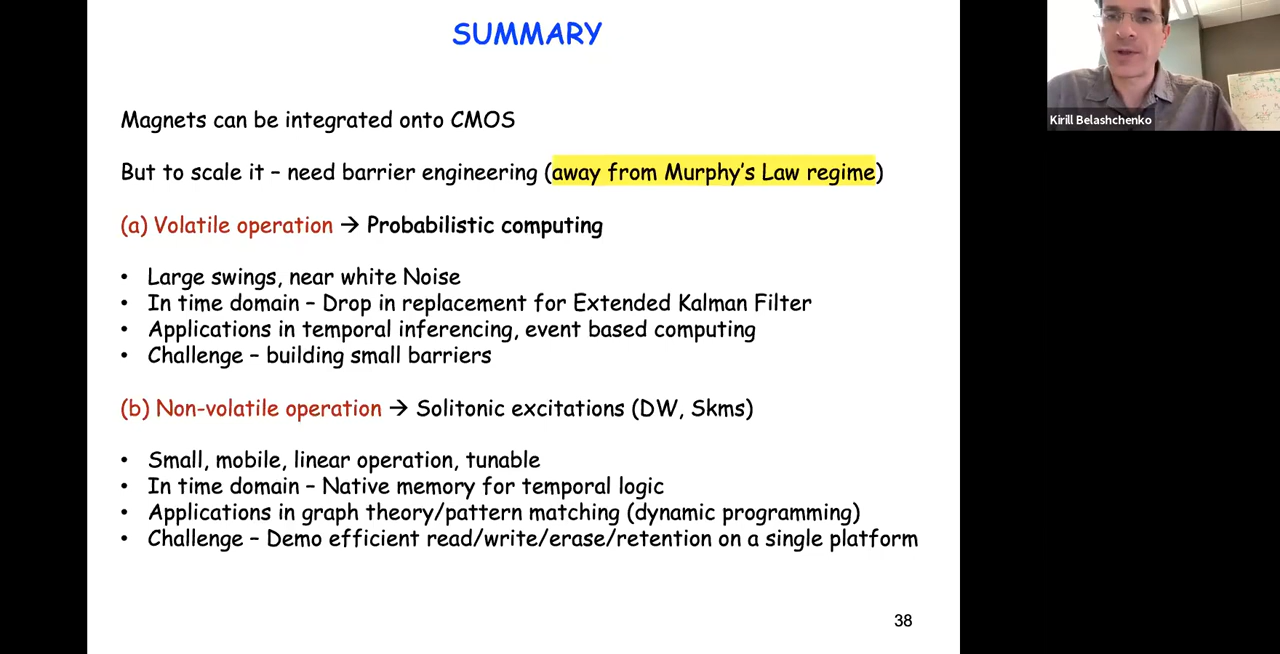 SUMMARY
Magnets can be integrated onto CMOS
But to scale it – need barrier engineering (away from Murphy's Law regime)
(a) Volatile operation → Probabilistic computing
• Large swings, near white Noise
• In time domain – Drop in replacement for Extended Kalman Filter
• Applications in temporal inferencing, event based computing
• Challenge – building small barriers
(b) Non-volatile operation → Solitonic excitations (DW, Skms)
• Small, mobile, linear operation, tunable
• In time domain – Native memory for temporal logic
• Applications in graph theory/pattern matching (dynamic programming)
• Challenge – Demo efficient read/write/erase/retention on a single platform
38
Kirill Belashchenko